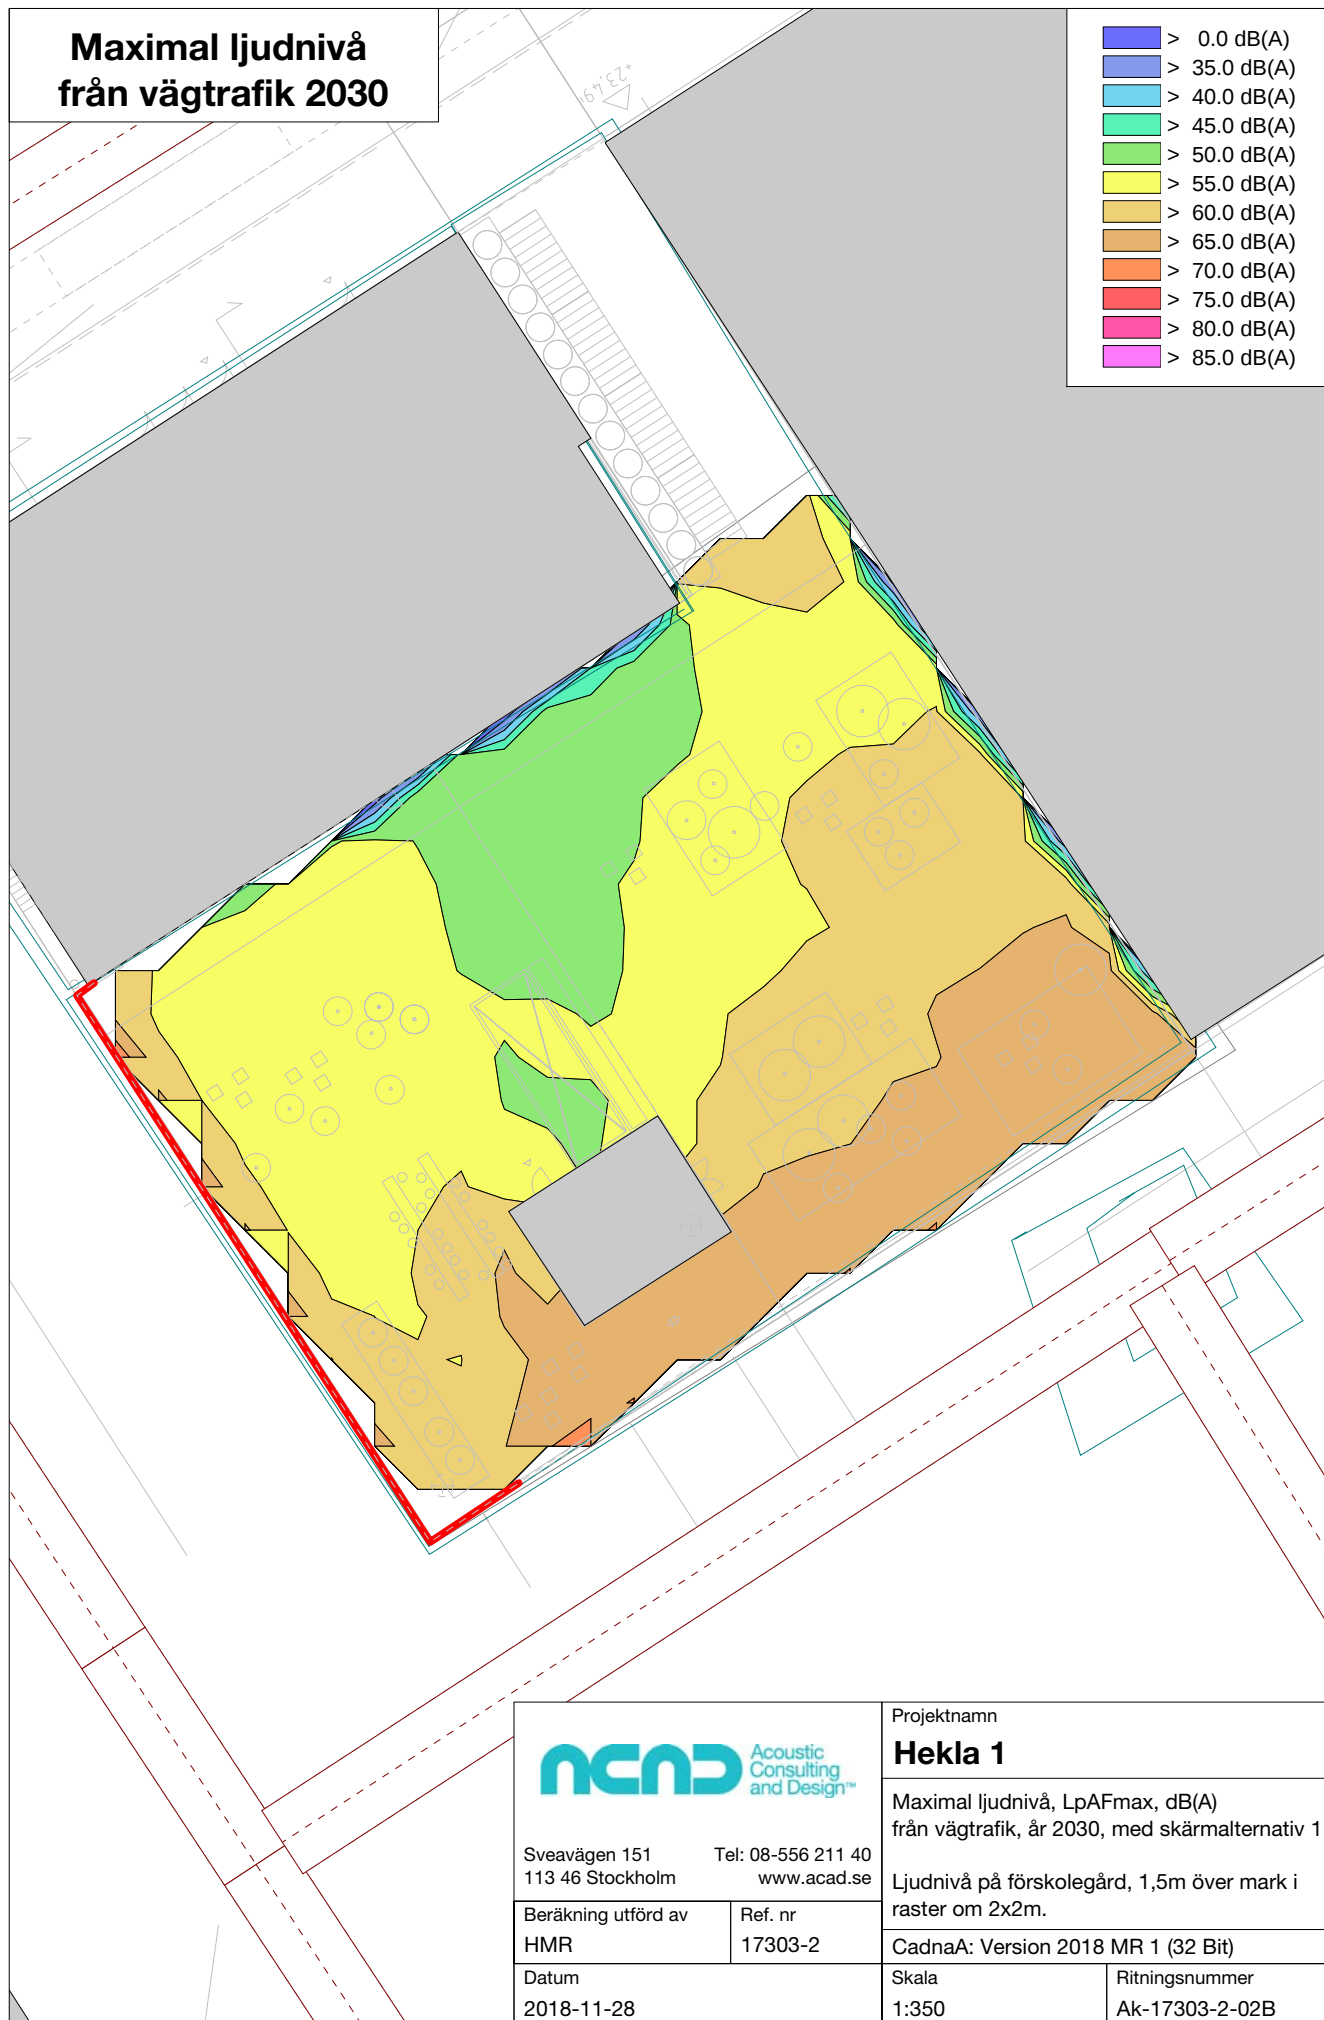 Maximal ljudnivå
från vägtrafik 2030
> 0.0 dB(A)
> 35.0 dB(A)
> 40.0 dB(A)
> 45.0 dB(A)
> 50.0 dB(A)
> 55.0 dB(A)
> 60.0 dB(A)
> 65.0 dB(A)
> 70.0 dB(A)
> 75.0 dB(A)
> 80.0 dB(A)
> 85.0 dB(A)
+23,49
ACAD
Acoustic
Consulting
and Design™
Sveavägen 151 Tel: 08-556 211 40
113 46 Stockholm www.acad.se
Beräkning utförd av
HMR
Ref. nr
17303-2
Datum
2018-11-28
Projektnamn
Hekla 1
Maximal ljudnivå, LpAFmax, dB(A)
från vägtrafik, år 2030, med skärmalternativ 1
Ljudnivå på förskolegård, 1,5m över mark i
raster om 2x2m.
CadnaA: Version 2018 MR 1 (32 Bit)
Skala
1:350
Ritningsnummer
Ak-17303-2-02B